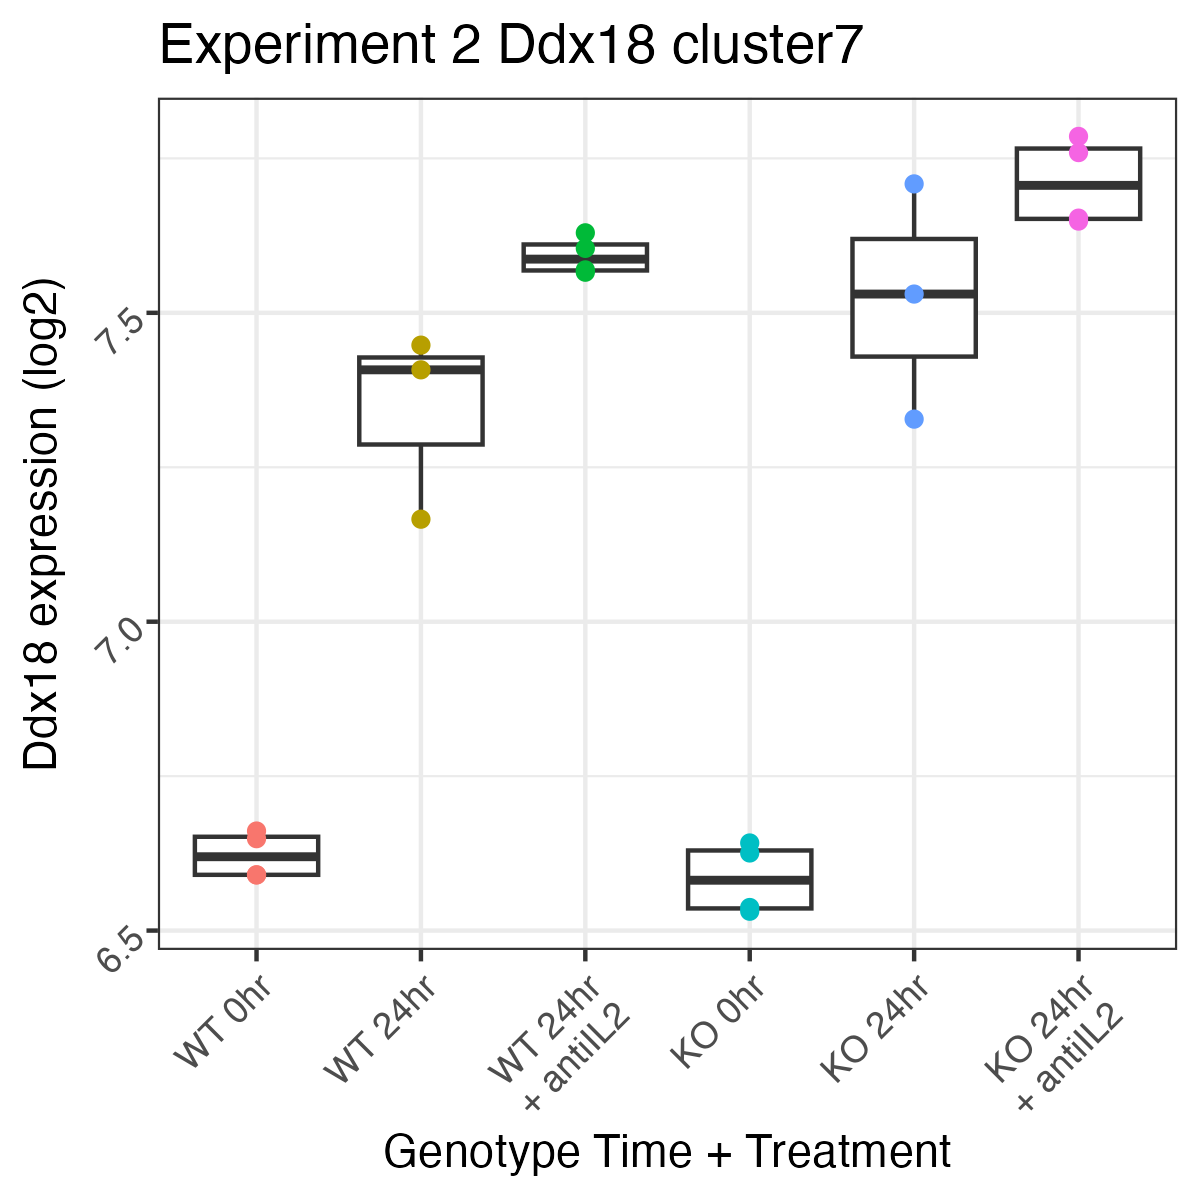 Experiment 2 Ddx18 cluster7
Ddx18 expression (log2)
7.5
7.0
6.5
WT 0hr
WT 24hr
WT 24hr
+ antiIL2
KO 0hr
KO 24hr
KO 24hr
+ antiIL2
Genotype Time + Treatment